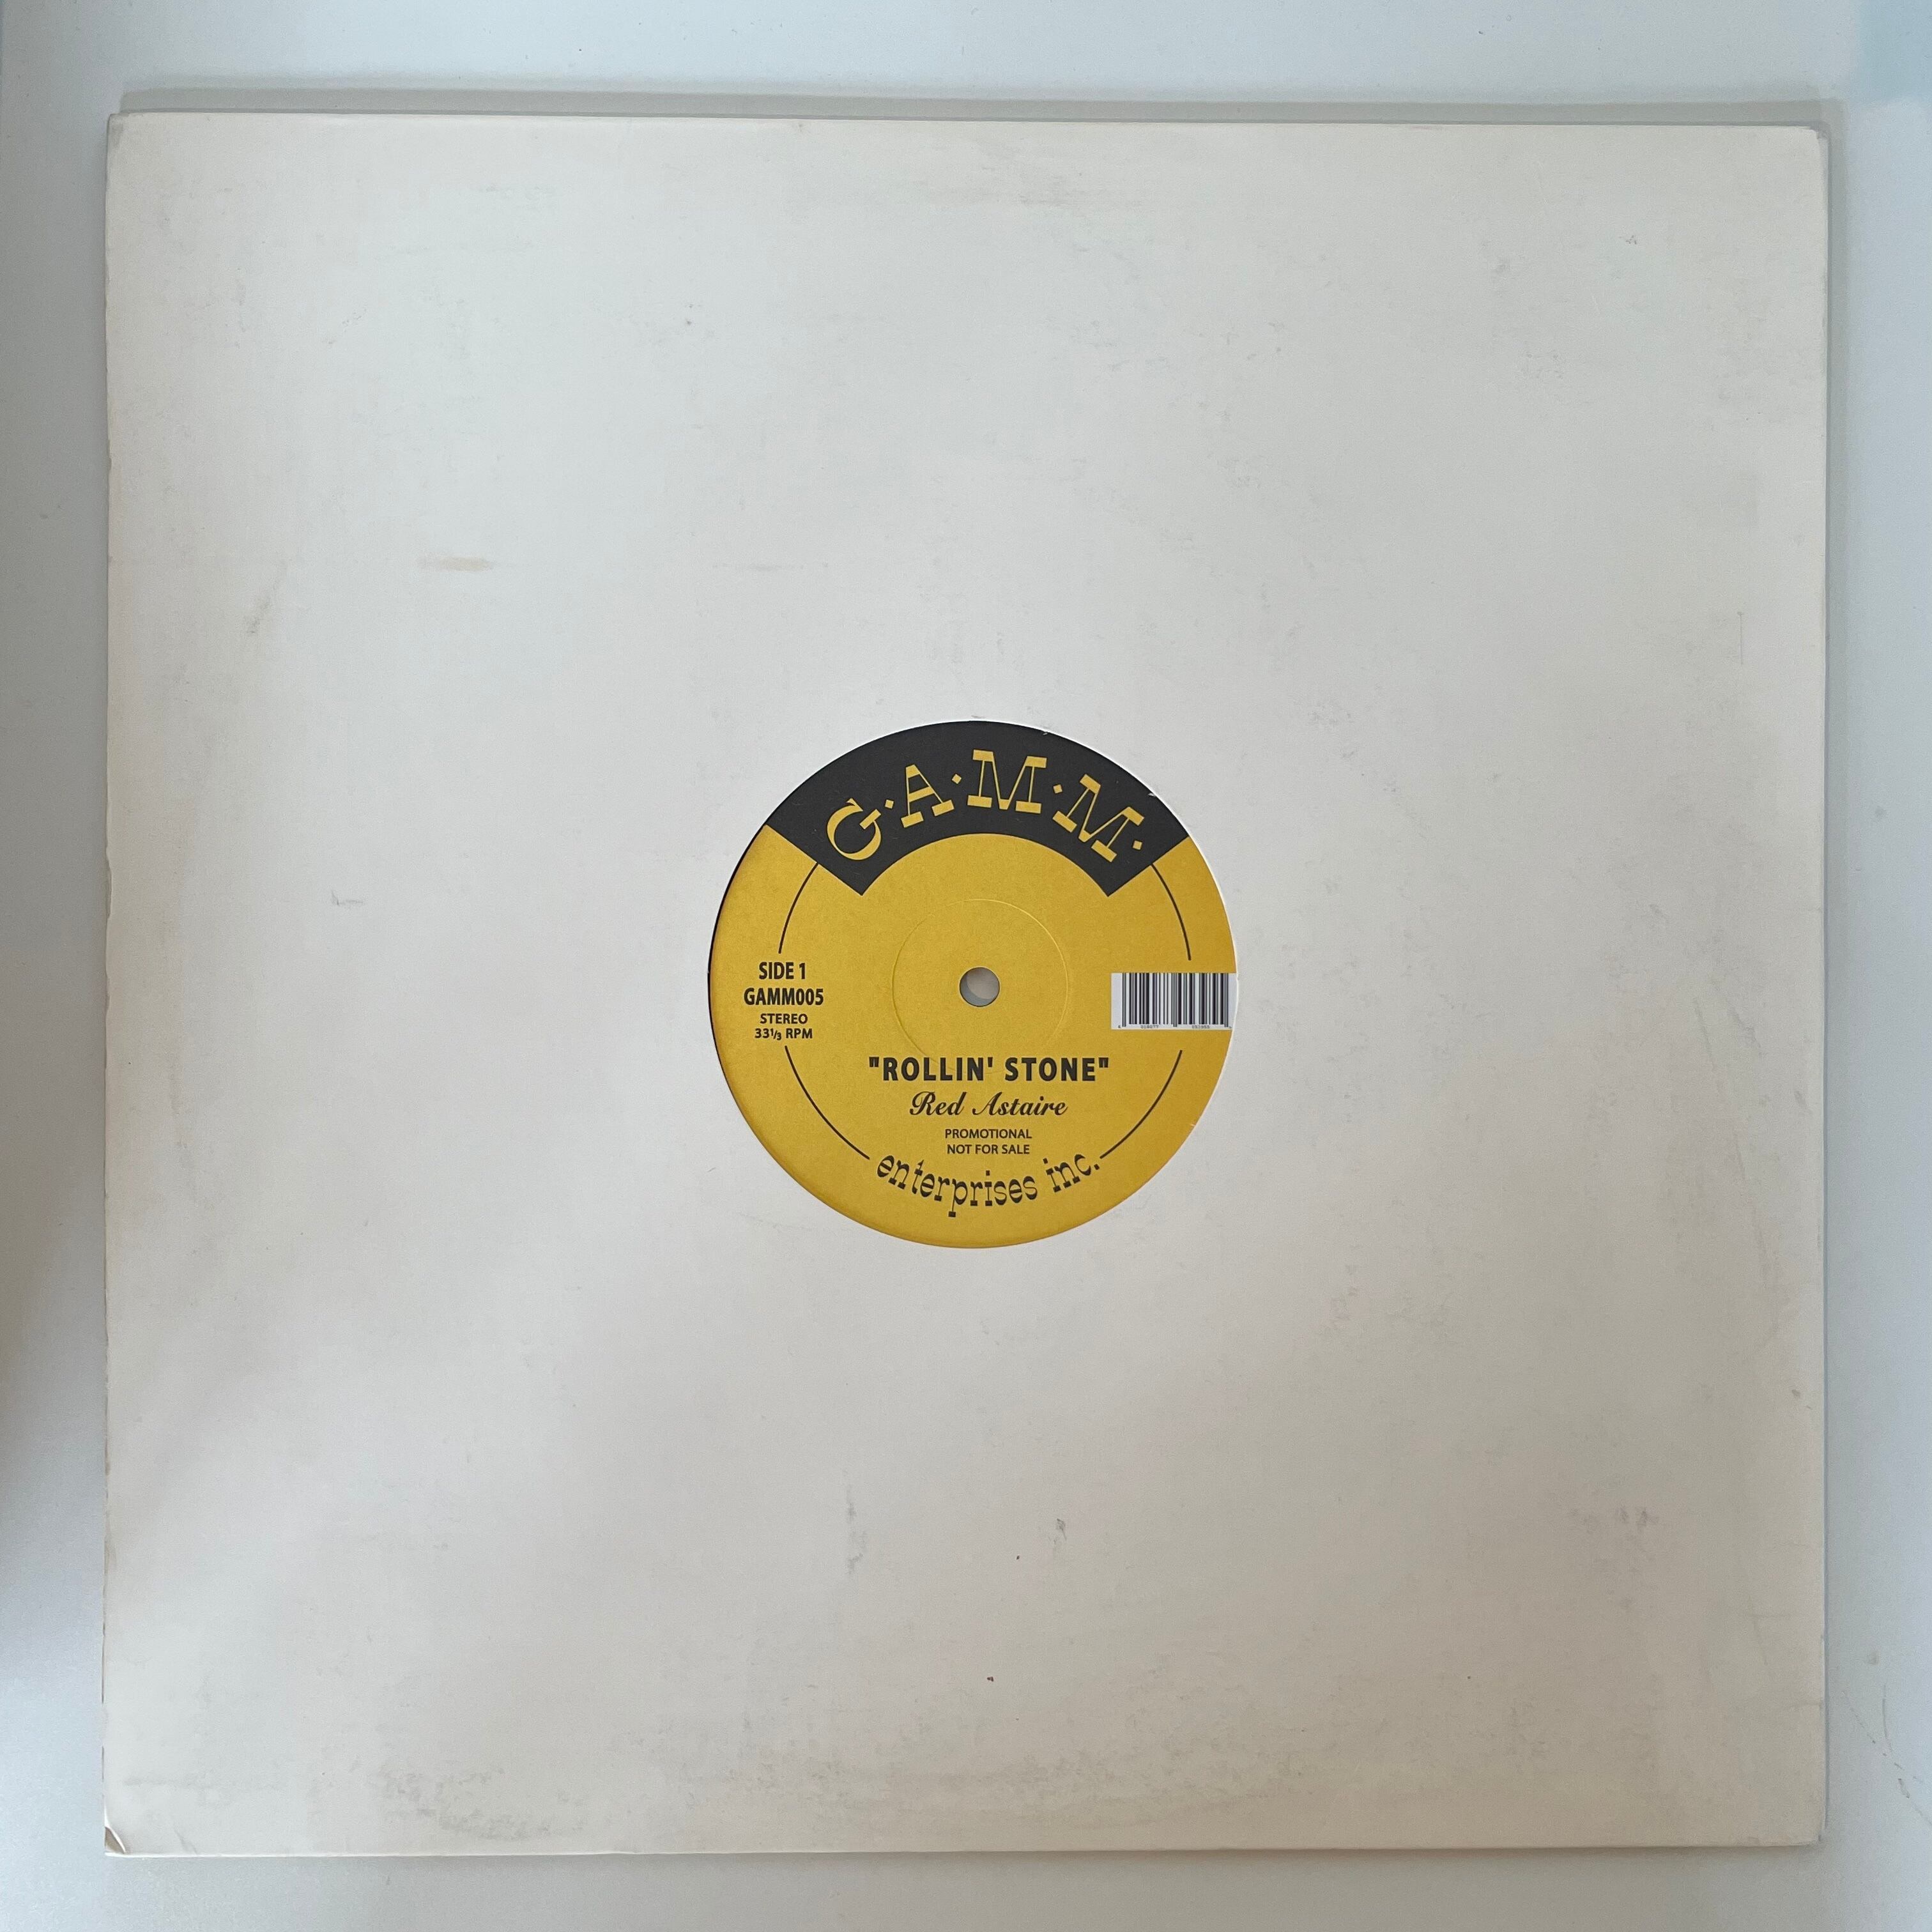 G·A·M·M·
SIDE 1
GAMM005
STEREO
33⅓ RPM
"ROLLIN' STONE"
Red Astaire
PROMOTIONAL
NOT FOR SALE
enterprises inc.